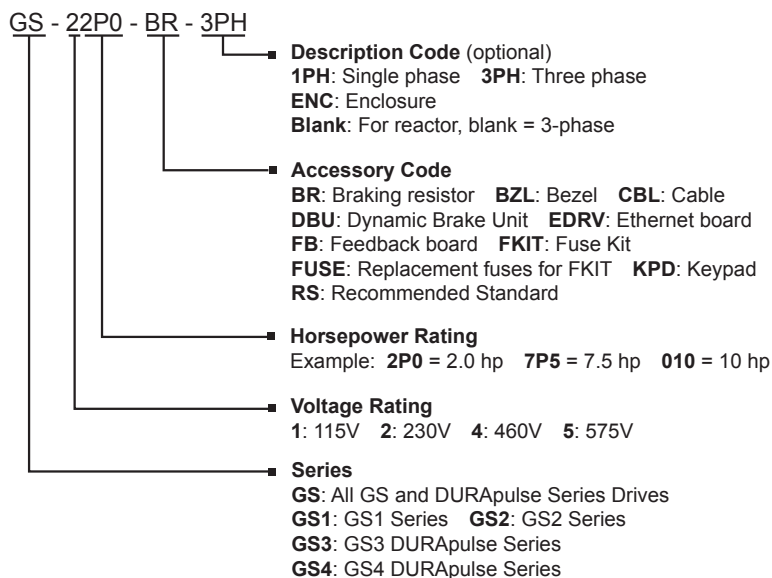 GS - 22P0 - BR - 3PH
Description Code (optional)
1PH: Single phase 3PH: Three phase
ENC: Enclosure
Blank: For reactor, blank = 3-phase
Accessory Code
BR: Braking resistor BZL: Bezel CBL: Cable
DBU: Dynamic Brake Unit EDRV: Ethernet board
FB: Feedback board FKIT: Fuse Kit
FUSE: Replacement fuses for FKIT KPD: Keypad
RS: Recommended Standard
Horsepower Rating
Example: 2P0 = 2.0 hp 7P5 = 7.5 hp 010 = 10 hp
Voltage Rating
1: 115V 2: 230V 4: 460V 5: 575V
Series
GS: All GS and DURApulse Series Drives
GS1: GS1 Series GS2: GS2 Series
GS3: GS3 DURApulse Series
GS4: GS4 DURApulse Series